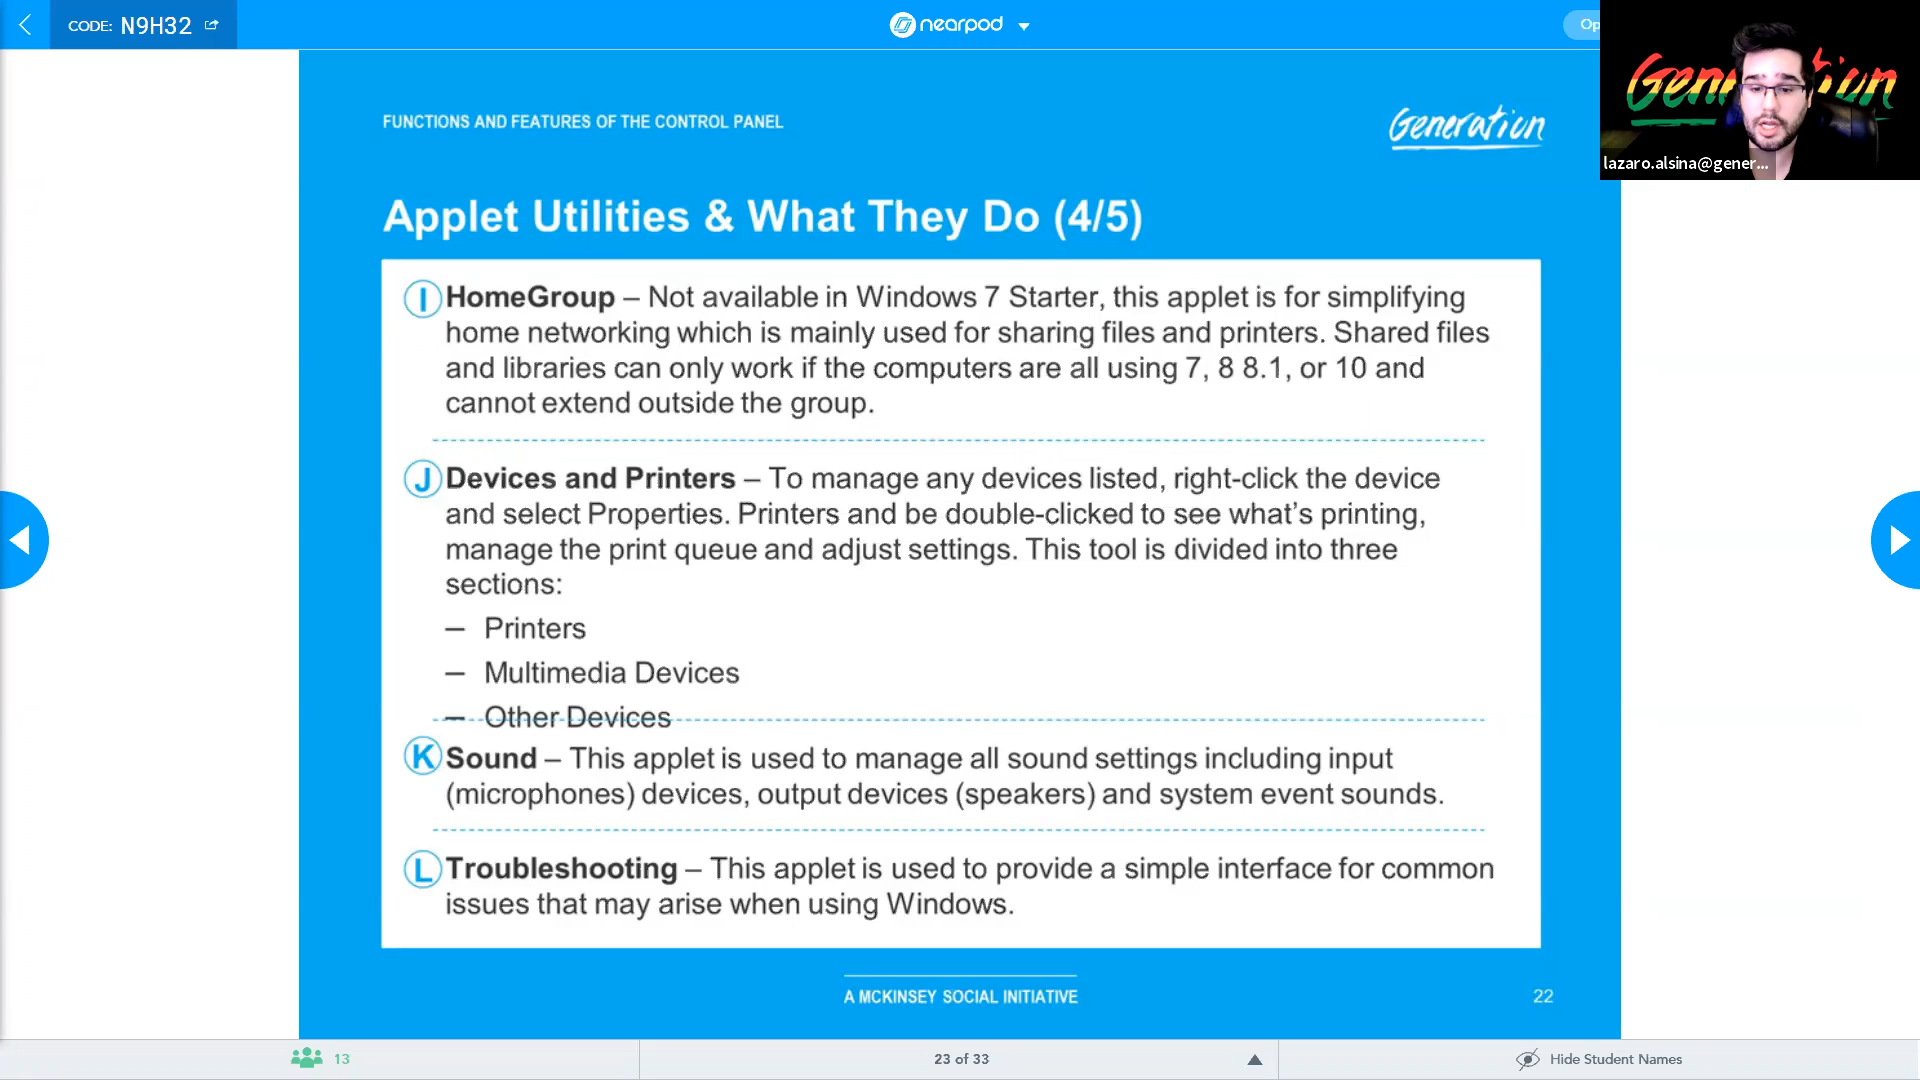 CODE: N9H32
nearpod
Op
Generation
lazaro.alsina@gener...
FUNCTIONS AND FEATURES OF THE CONTROL PANEL
Generation
Applet Utilities & What They Do (4/5)
I HomeGroup – Not available in Windows 7 Starter, this applet is for simplifying
home networking which is mainly used for sharing files and printers. Shared files
and libraries can only work if the computers are all using 7, 8 8.1, or 10 and
cannot extend outside the group.
J Devices and Printers – To manage any devices listed, right-click the device
and select Properties. Printers and be double-clicked to see what’s printing,
manage the print queue and adjust settings. This tool is divided into three
sections:
– Printers
– Multimedia Devices
– Other Devices
K Sound – This applet is used to manage all sound settings including input
(microphones) devices, output devices (speakers) and system event sounds.
L Troubleshooting – This applet is used to provide a simple interface for common
issues that may arise when using Windows.
A MCKINSEY SOCIAL INITIATIVE
22
13
23 of 33
Hide Student Names